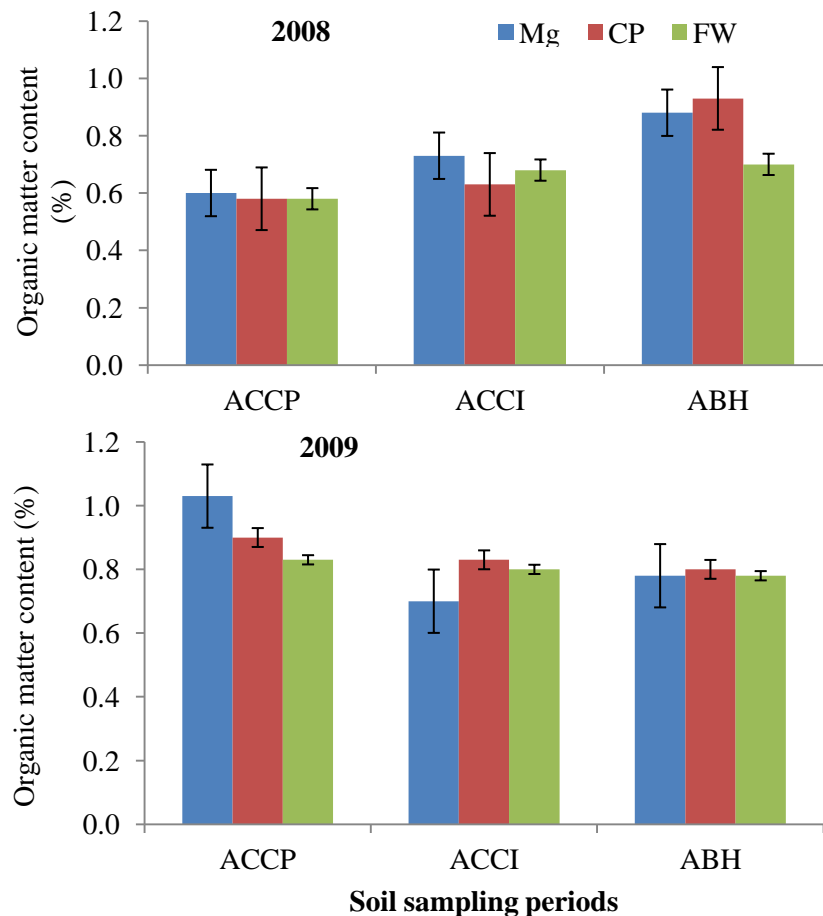 2008
Mg CP FW
Organic matter content
(%)
1.2
1.0
0.8
0.6
0.4
0.2
0.0
ACCP ACCI ABH
2009
Organic matter content (%)
1.2
1.0
0.8
0.6
0.4
0.2
0.0
ACCP ACCI ABH
Soil sampling periods